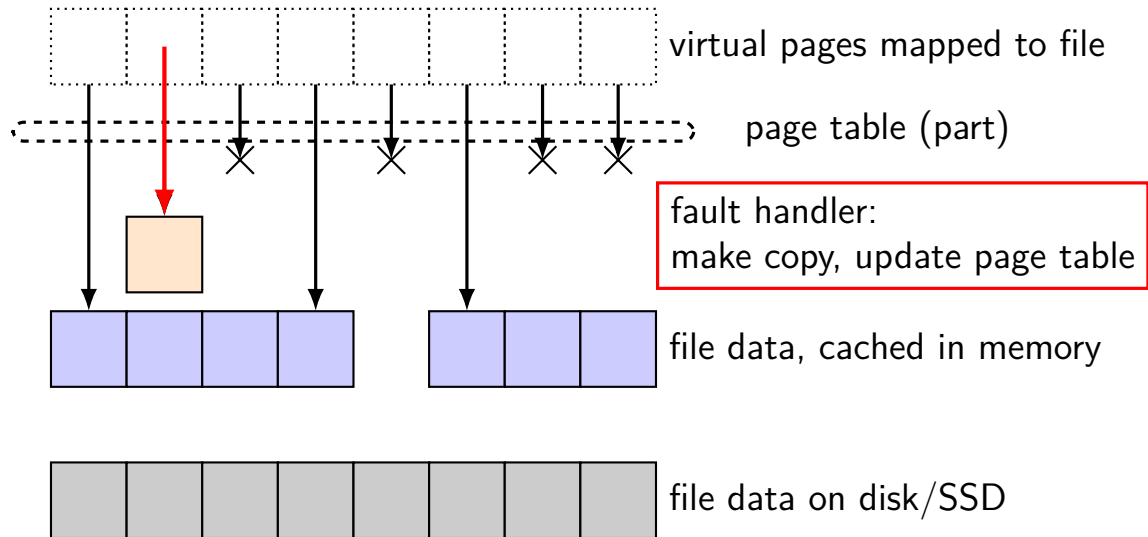 virtual pages mapped to file
page table (part)
fault handler:
make copy, update page table
file data, cached in memory
file data on disk/SSD